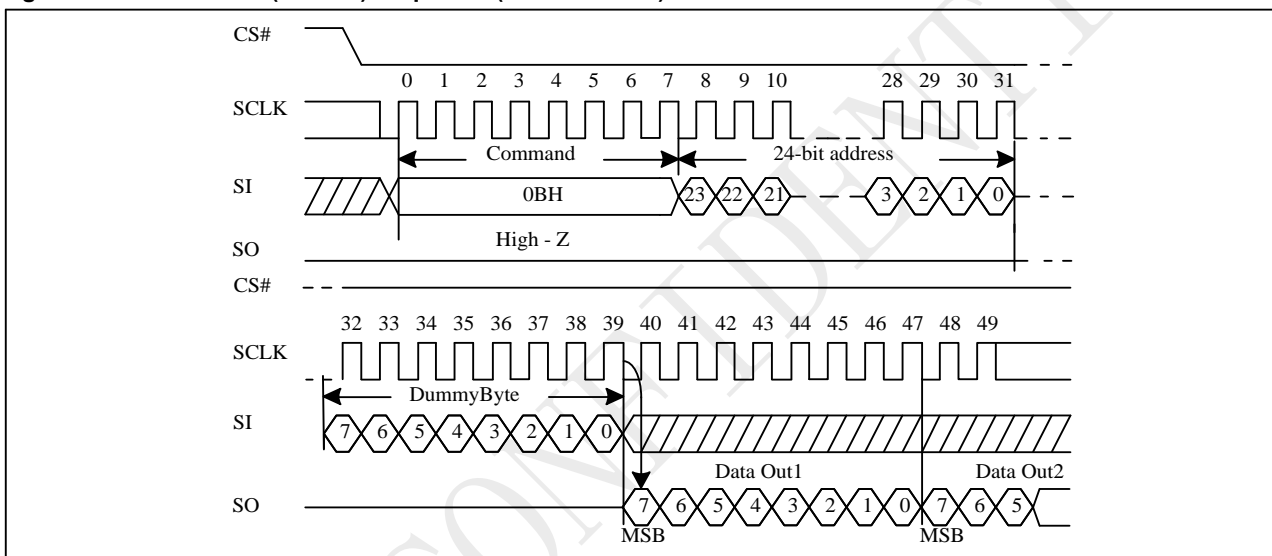 CS#
0 1 2 3 4 5 6 7 8 9 10 28 29 30 31
SCLK
Command 24-bit address
SI 0BH 23 22 21 3 2 1 0
High - Z
SO
CS#
32 33 34 35 36 37 38 39 40 41 42 43 44 45 46 47 48 49
SCLK
DummyByte
SI 7 6 5 4 3 2 1 0
Data Out1 Data Out2
SO 7 6 5 4 3 2 1 0 7 6 5
MSB MSB